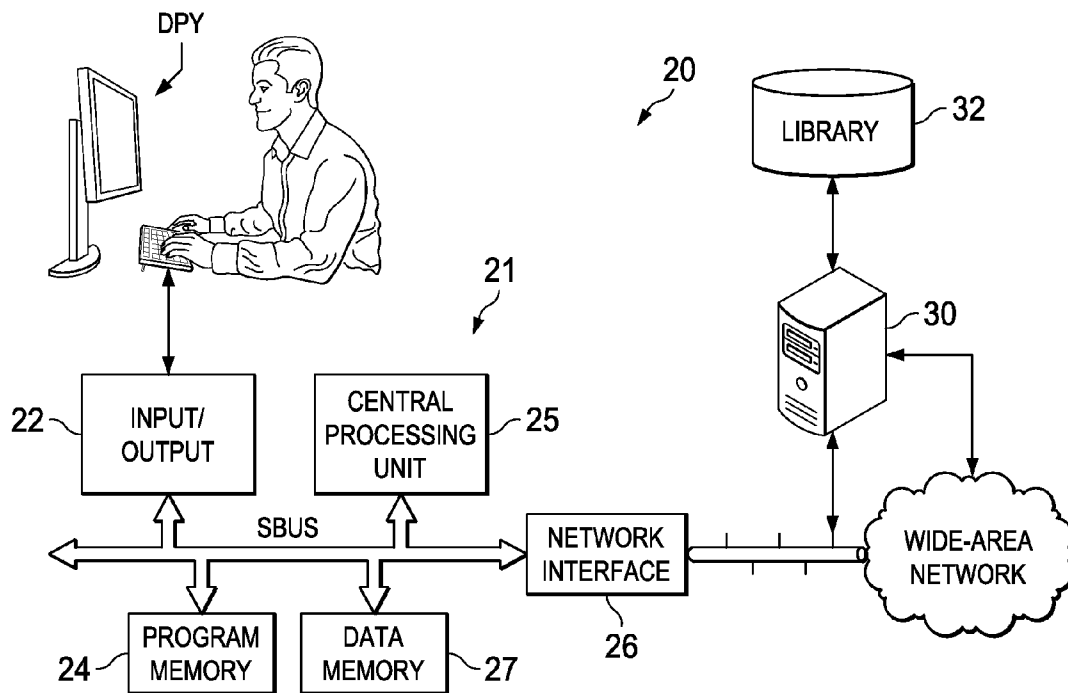 DPY
20
LIBRARY
32
21
30
22
INPUT/
OUTPUT
CENTRAL
PROCESSING
UNIT
25
SBUS
NETWORK
INTERFACE
WIDE-AREA
NETWORK
24
PROGRAM
MEMORY
DATA
MEMORY
27
26